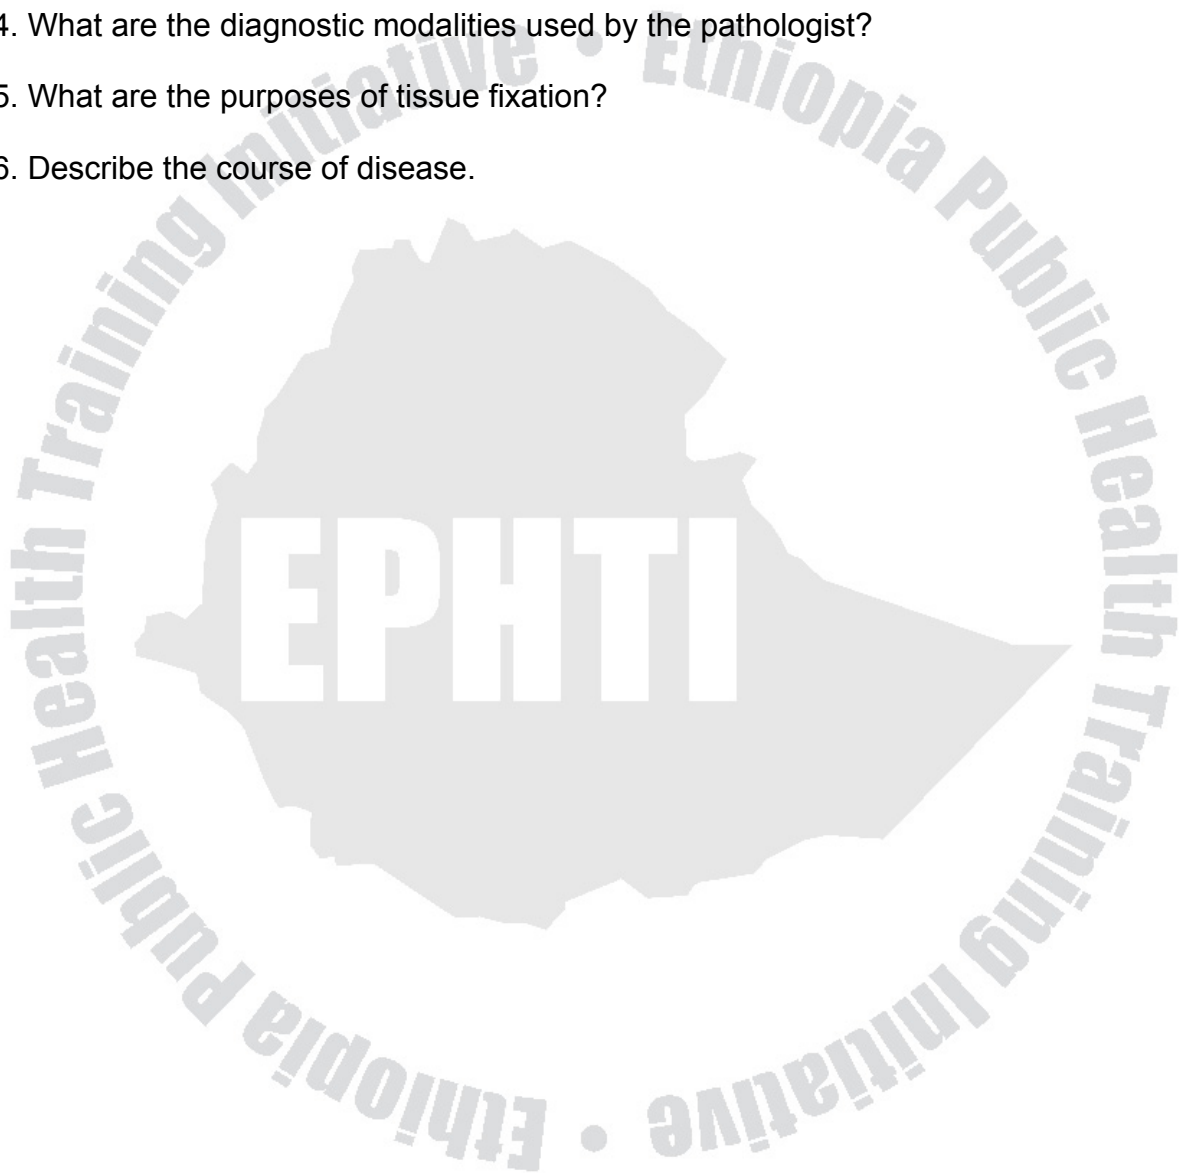 4. What are the diagnostic modalities used by the pathologist?
5. What are the purposes of tissue fixation?
6. Describe the course of disease.
Ethiopia Public Health Training Initiative • Ethiopia Public Health Training Initiative •
EPHTI